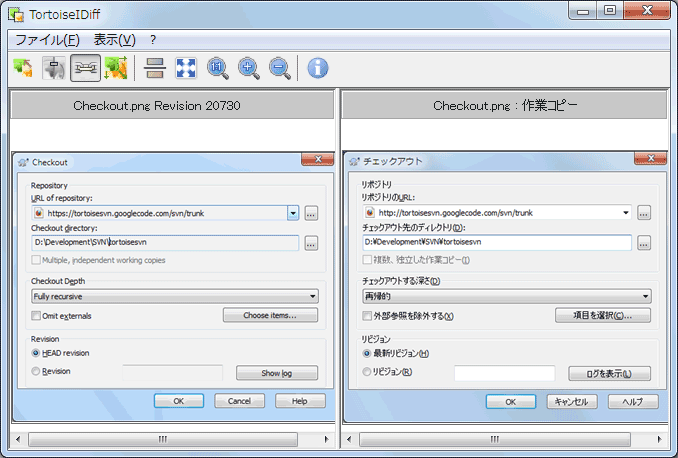 TortoiseIDiff
ファイル(F) 表示(V) ?
1:1
Checkout.png Revision 20730
Checkout
Repository
URL of repository:
https://tortoisesvn.googlecode.com/svn/trunk
...
Checkout directory:
D:\Development\SVN\tortoisesvn
...
Multiple, independent working copies
Checkout Depth
Fully recursive
Omit externals
Choose items...
Revision
HEAD revision
Revision
Show log
OK Cancel Help
Checkout.png : 作業コピー
チェックアウト
リポジトリ
リポジトリのURL:
http://tortoisesvn.googlecode.com/svn/trunk
...
チェックアウト先のディレクトリ(D):
D:¥Development¥SVN¥tortoisesvn
...
複数、独立した作業コピー(I)
チェックアウトする深さ(D)
再帰的
外部参照を除外する(X)
項目を選択(C)...
リビジョン
最新リビジョン(H)
リビジョン(R)
ログを表示(L)
OK キャンセル ヘルプ